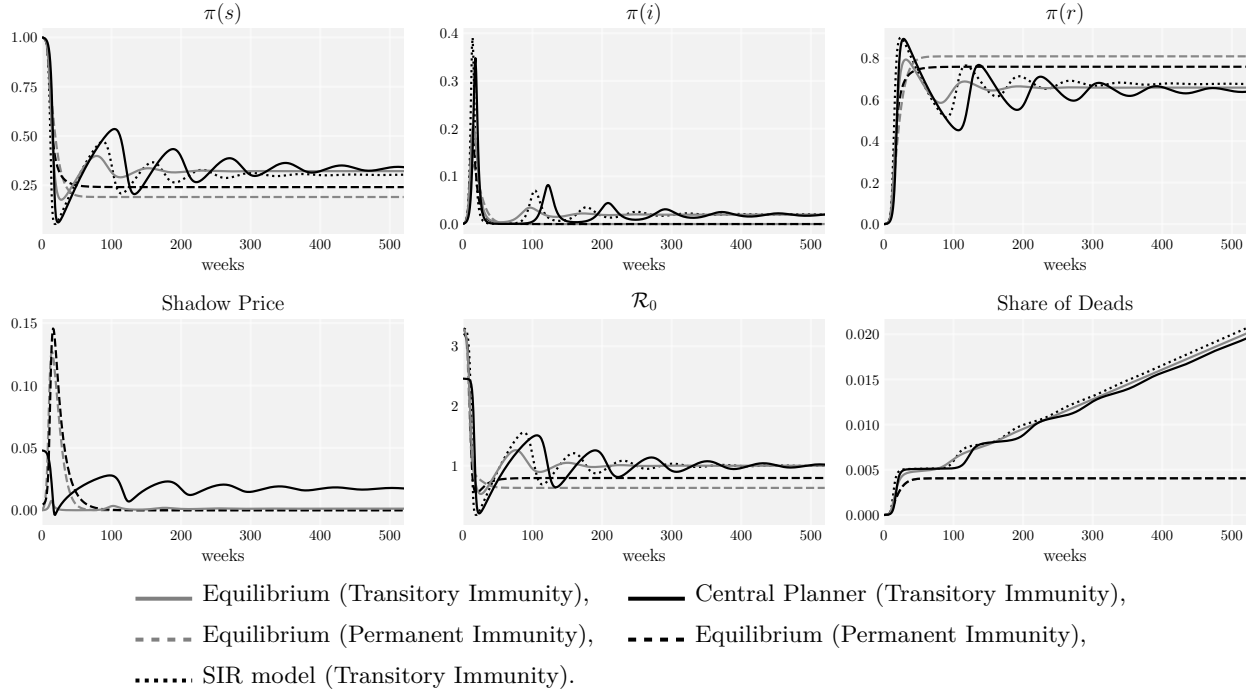 π(s)
π(i)
π(r)
1.00
0.75
0.50
0.25
0 100 200 300 400 500
weeks
0.4
0.3
0.2
0.1
0.0
0 100 200 300 400 500
weeks
0.8
0.6
0.4
0.2
0.0
0 100 200 300 400 500
weeks
Shadow Price
R₀
Share of Deads
0.15
0.10
0.05
0.00
0 100 200 300 400 500
weeks
3
2
1
0 100 200 300 400 500
weeks
0.020
0.015
0.010
0.005
0.000
0 100 200 300 400 500
weeks
Equilibrium (Transitory Immunity),
Central Planner (Transitory Immunity),
Equilibrium (Permanent Immunity),
Equilibrium (Permanent Immunity),
SIR model (Transitory Immunity).